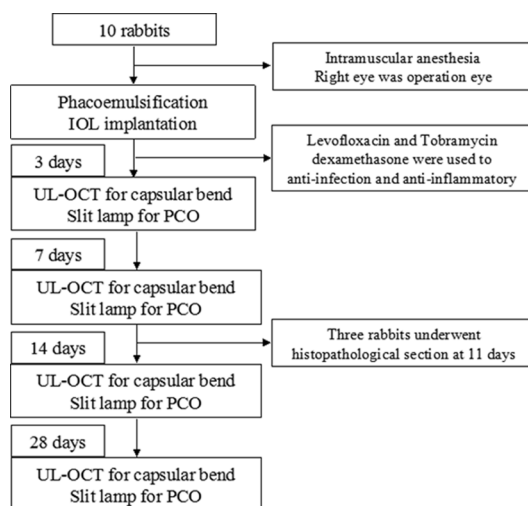 10 rabbits
Intramuscular anesthesia
Right eye was operation eye
Phacoemulsification
IOL implantation
Levofloxacin and Tobramycin
dexamethasone were used to
anti-infection and anti-inflammatory
3 days
UL-OCT for capsular bend
Slit lamp for PCO
7 days
UL-OCT for capsular bend
Slit lamp for PCO
Three rabbits underwent
histopathological section at 11 days
14 days
UL-OCT for capsular bend
Slit lamp for PCO
28 days
UL-OCT for capsular bend
Slit lamp for PCO